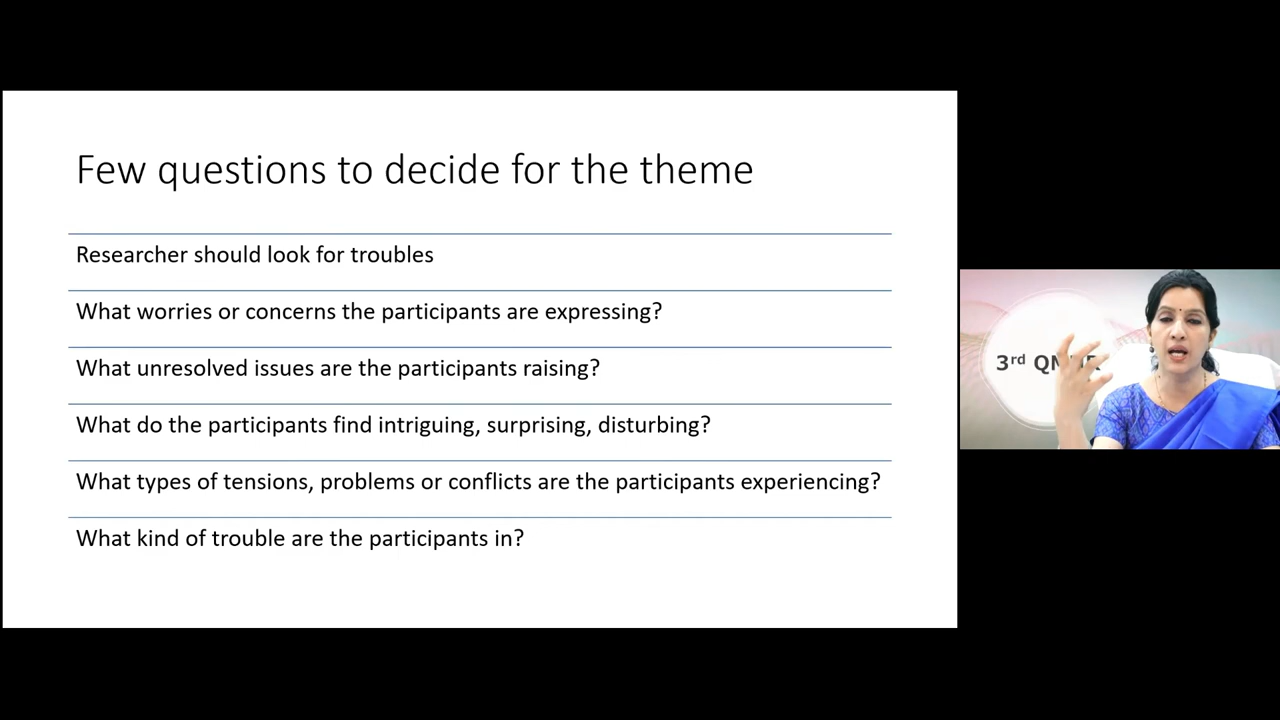 Few questions to decide for the theme
Researcher should look for troubles
What worries or concerns the participants are expressing?
What unresolved issues are the participants raising?
What do the participants find intriguing, surprising, disturbing?
What types of tensions, problems or conflicts are the participants experiencing?
What kind of trouble are the participants in?
3rd